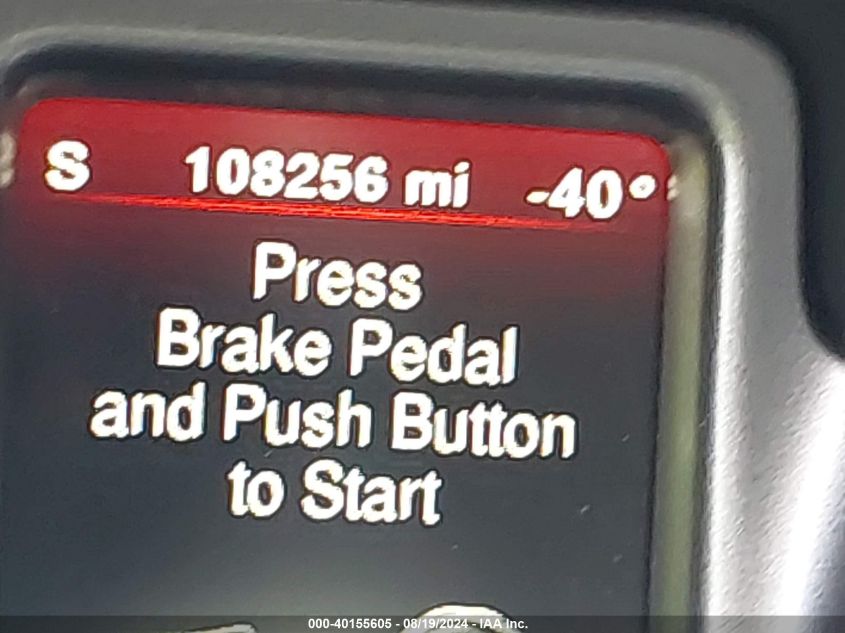 S 108256 mi -40°
Press
Brake Pedal
and Push Button
to Start
000-40155605 - 08/19/2024 - IAA Inc.